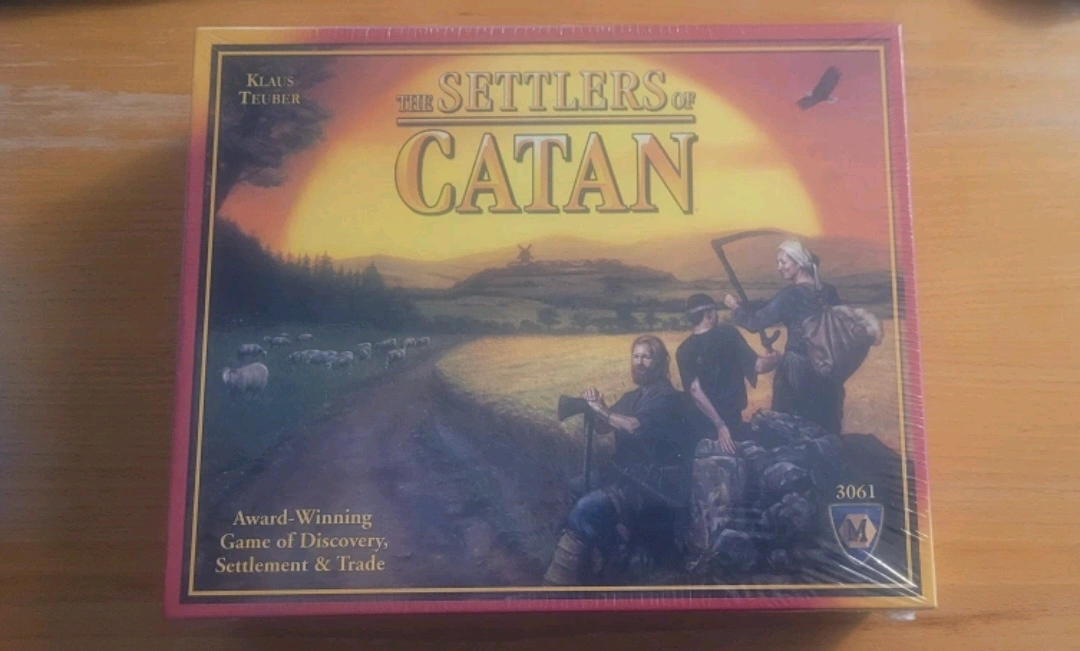 KLAUS
TEUBER
THE SETTLERS OF
CATAN
Award-Winning
Game of Discovery,
Settlement & Trade
3061
M